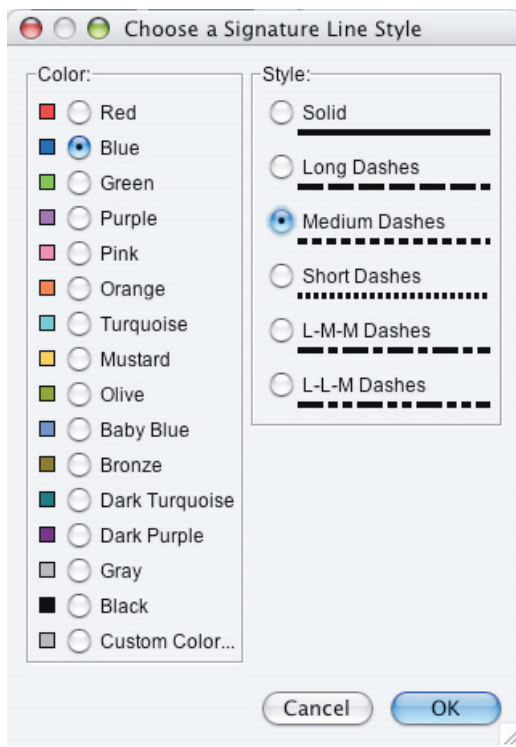 Choose a Signature Line Style
Color:
Red
Blue
Green
Purple
Pink
Orange
Turquoise
Mustard
Olive
Baby Blue
Bronze
Dark Turquoise
Dark Purple
Gray
Black
Custom Color...
Style:
Solid
Long Dashes
Medium Dashes
Short Dashes
L-M-M Dashes
L-L-M Dashes
Cancel
OK